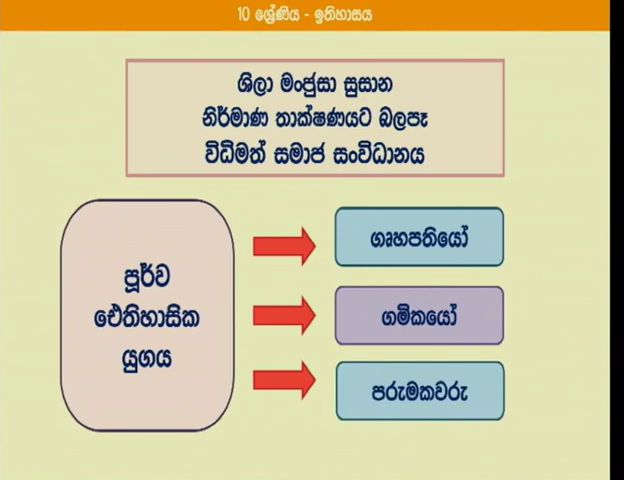 10 ශ්‍රේණිය - ඉතිහාසය
ශිලා මංජුසා සුසාන
නිර්මාණ තාක්ෂණයට බලපෑ
විධිමත් සමාජ සංවිධානය
පූර්ව
ඓතිහාසික
යුගය
ගෘහපතියෝ
ගමිකයෝ
පරුමකවරු